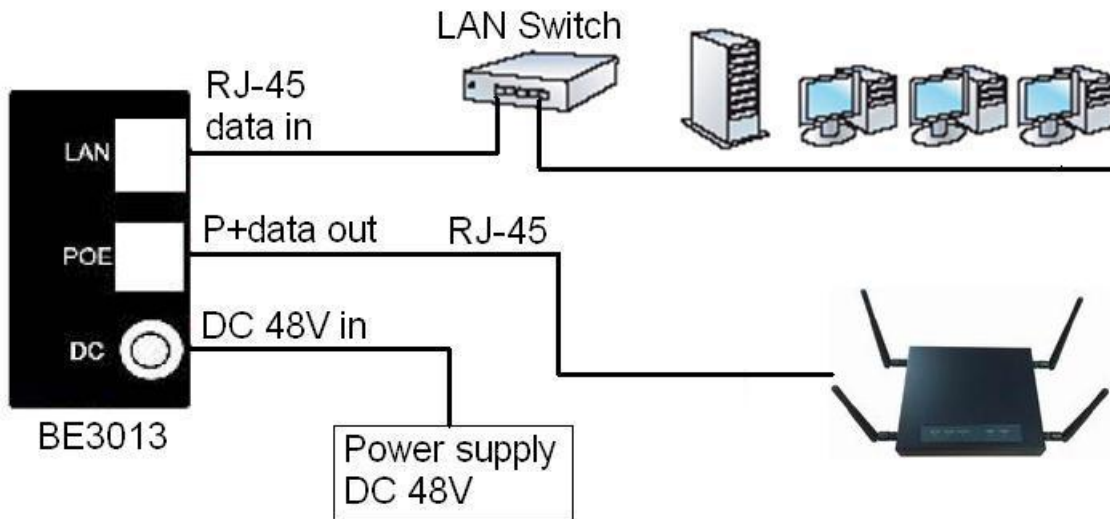 LAN Switch
RJ-45
data in
LAN
P+data out
RJ-45
POE
DC 48V in
DC
BE3013
Power supply
DC 48V